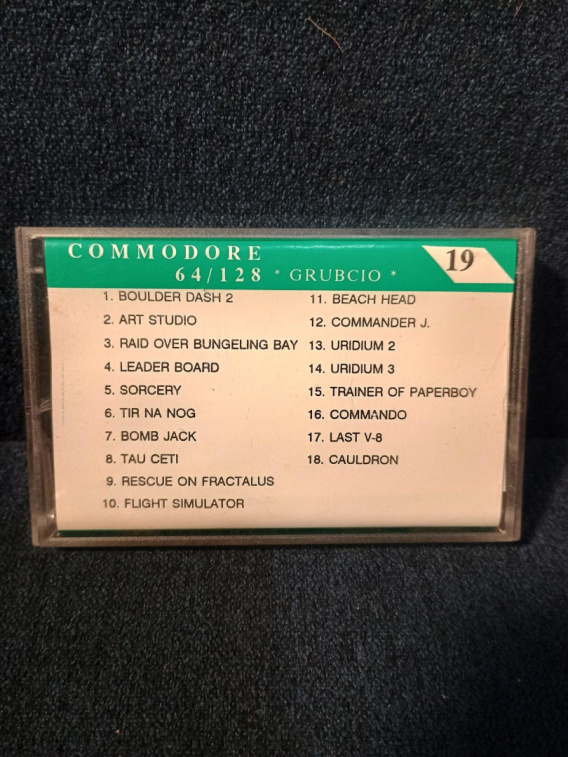 COMMODORE
64/128 * GRUBCIO *
19
1. BOULDER DASH 2
2. ART STUDIO
3. RAID OVER BUNGELING BAY
4. LEADER BOARD
5. SORCERY
6. TIR NA NOG
7. BOMB JACK
8. TAU CETI
9. RESCUE ON FRACTALUS
10. FLIGHT SIMULATOR
11. BEACH HEAD
12. COMMANDER J.
13. URIDIUM 2
14. URIDIUM 3
15. TRAINER OF PAPERBOY
16. COMMANDO
17. LAST V-8
18. CAULDRON